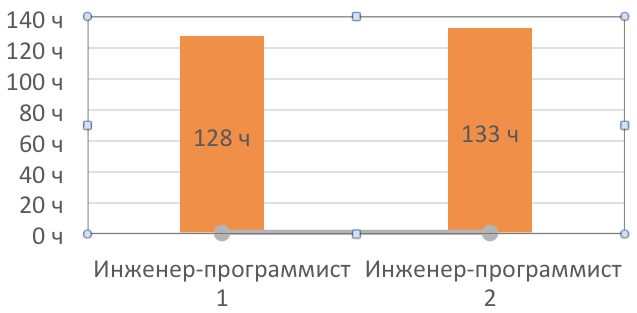 140 ч
120 ч
100 ч
80 ч
60 ч
40 ч
20 ч
0 ч
128 ч
133 ч
Инженер-программист
1
Инженер-программист
2